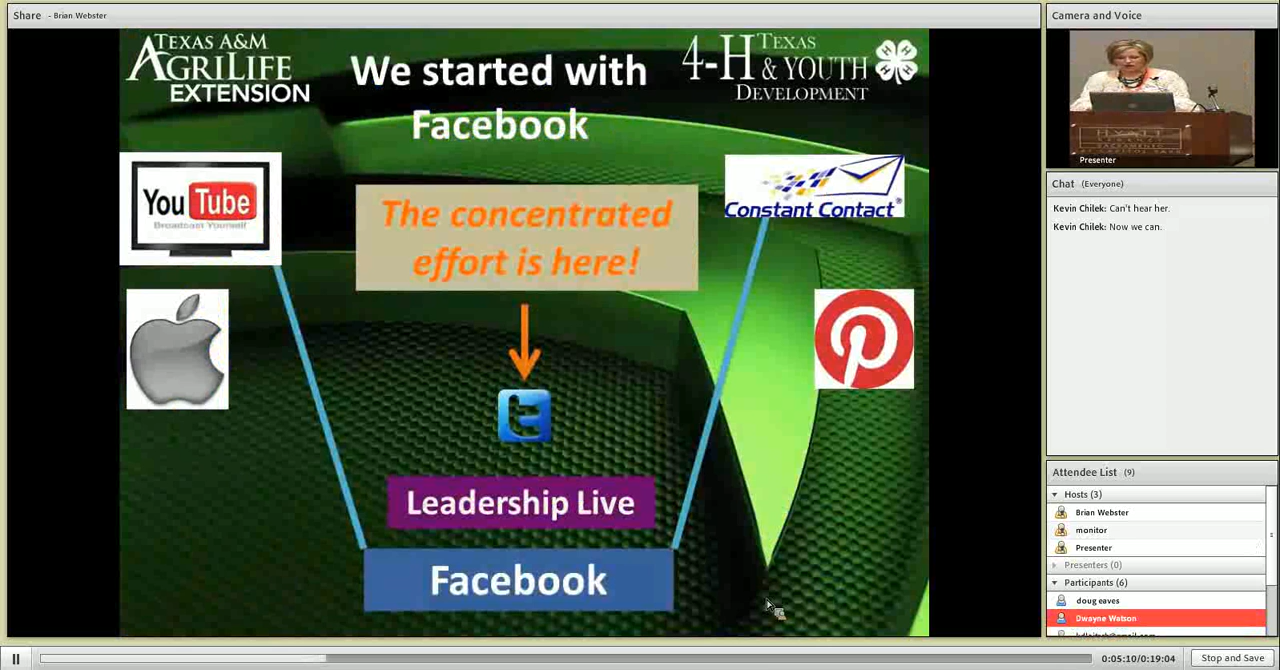 Share - Brian Webster
TEXAS A&M
AGRILIFE
EXTENSION
We started with
Facebook
4-H TEXAS
& YOUTH
DEVELOPMENT
You Tube
Broadcast Yourself
The concentrated
effort is here!
Constant Contact®
Leadership Live
Facebook
Camera and Voice
HYATT
Presenter
Chat (Everyone)
Kevin Chilek: Can't hear her.
Kevin Chilek: Now we can.
Attendee List (9)
Hosts (3)
Brian Webster
monitor
Presenter
Presenters (0)
Participants (6)
doug eaves
Dwayne Watson
0:05:10/0:19:04
Stop and Save